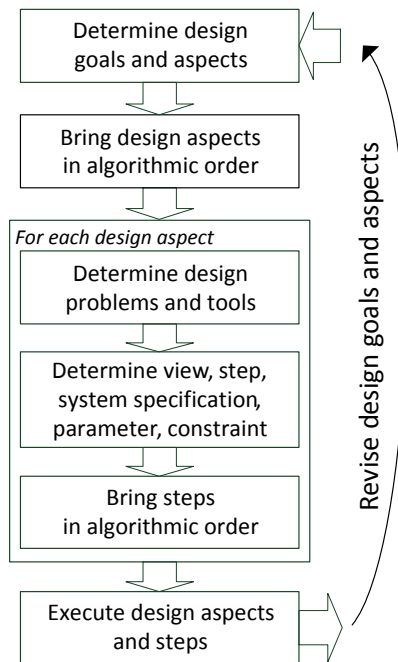 Determine design
goals and aspects
Bring design aspects
in algorithmic order
For each design aspect
Determine design
problems and tools
Determine view, step,
system specification,
parameter, constraint
Bring steps
in algorithmic order
Execute design aspects
and steps
Revise design goals and aspects